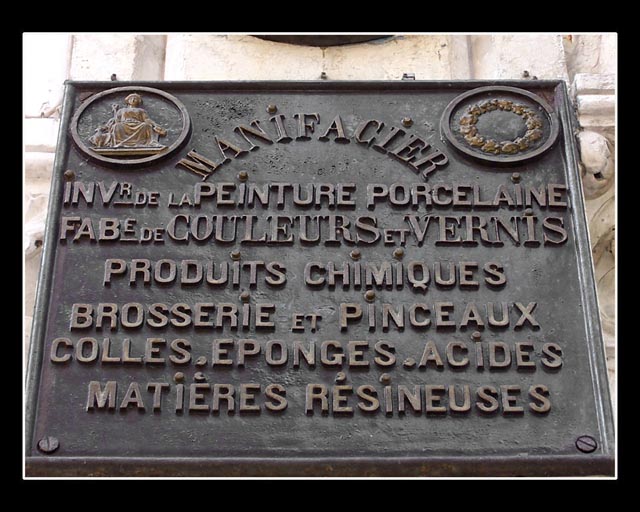 MANIFACIER
INVR DE LA PEINTURE PORCELAINE
FABE DE COULEURS ET VERNIS
PRODUITS CHIMIQUES
BROSSERIE ET PINCEAUX
COLLES. EPONGES. ACIDES
MATIÈRES RÉSINEUSES